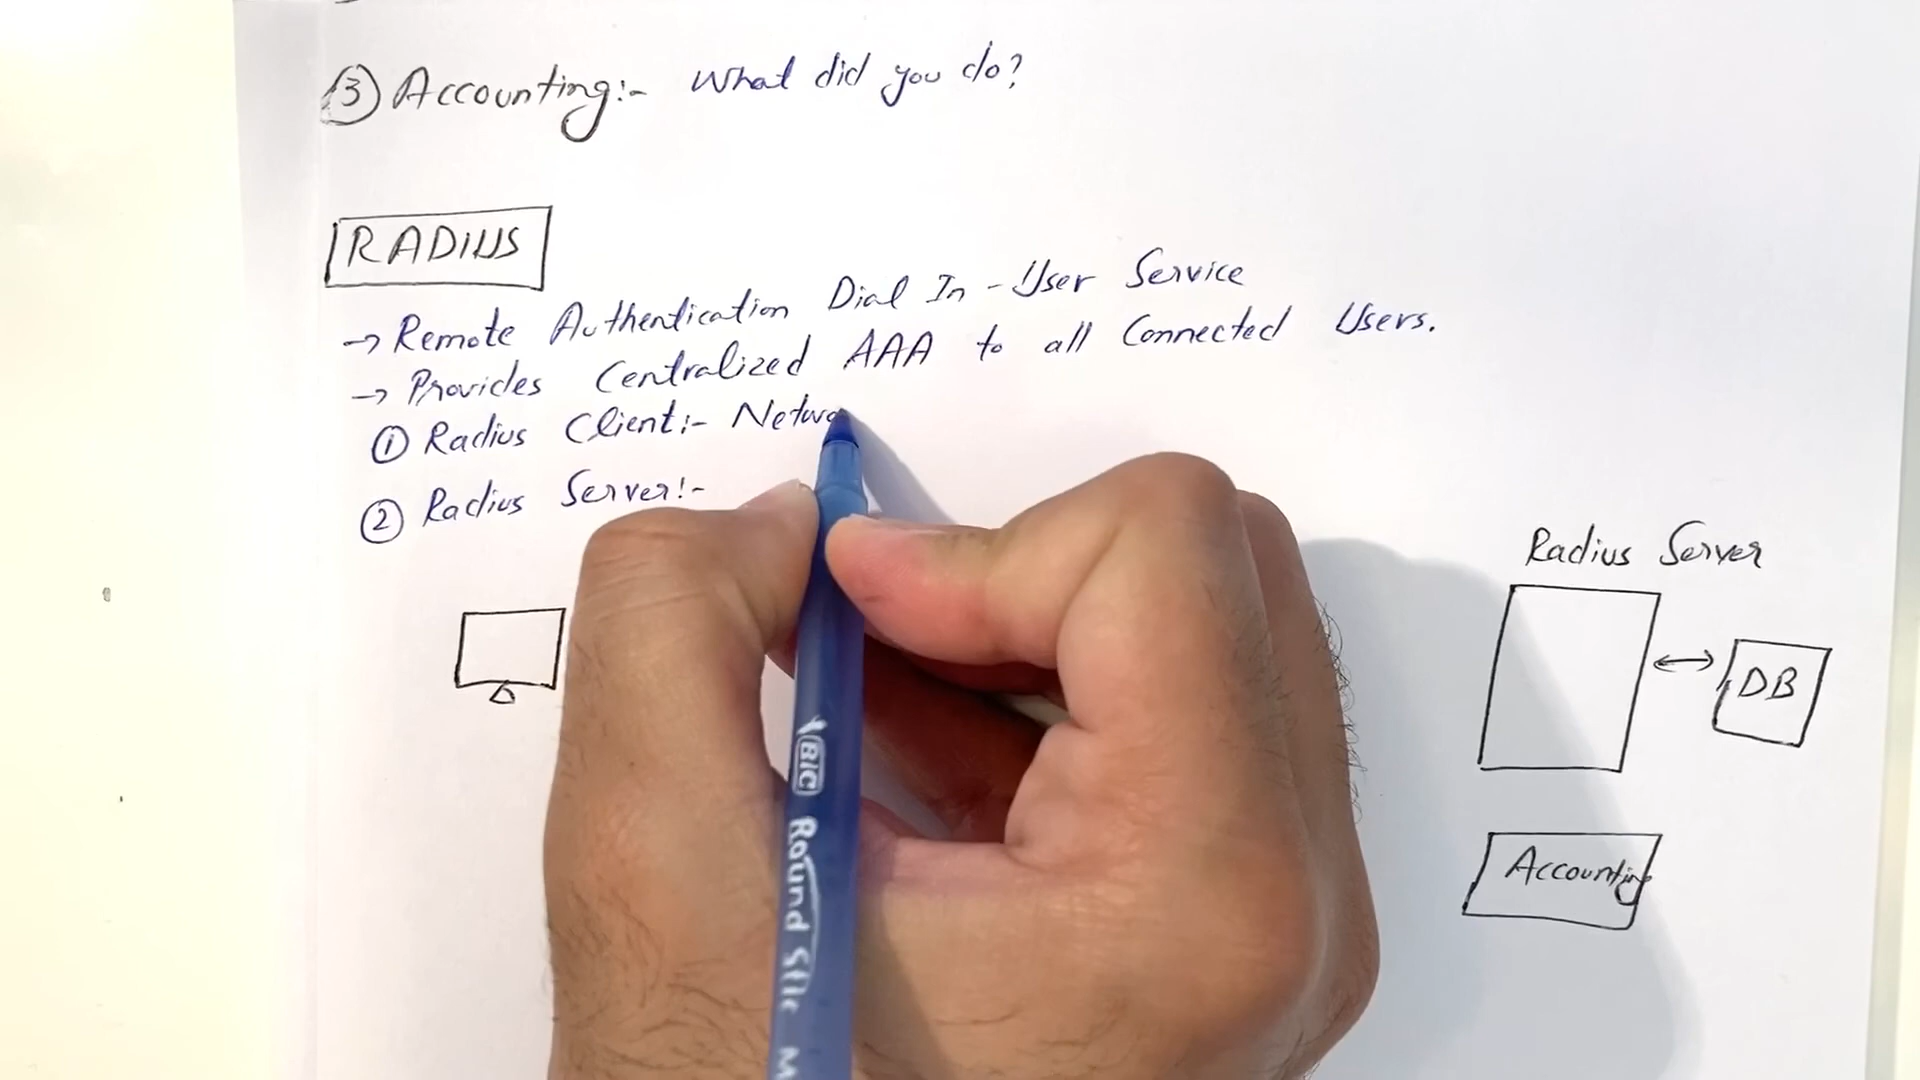 ③ Accounting:- What did you do?
RADIUS
→ Remote Authentication Dial In - User Service
→ Provides Centralized AAA to all Connected Users.
① Radius Client:- Netwo
② Radius Server:-
Radius Server
DB
Accounting
BIC Round Stic M